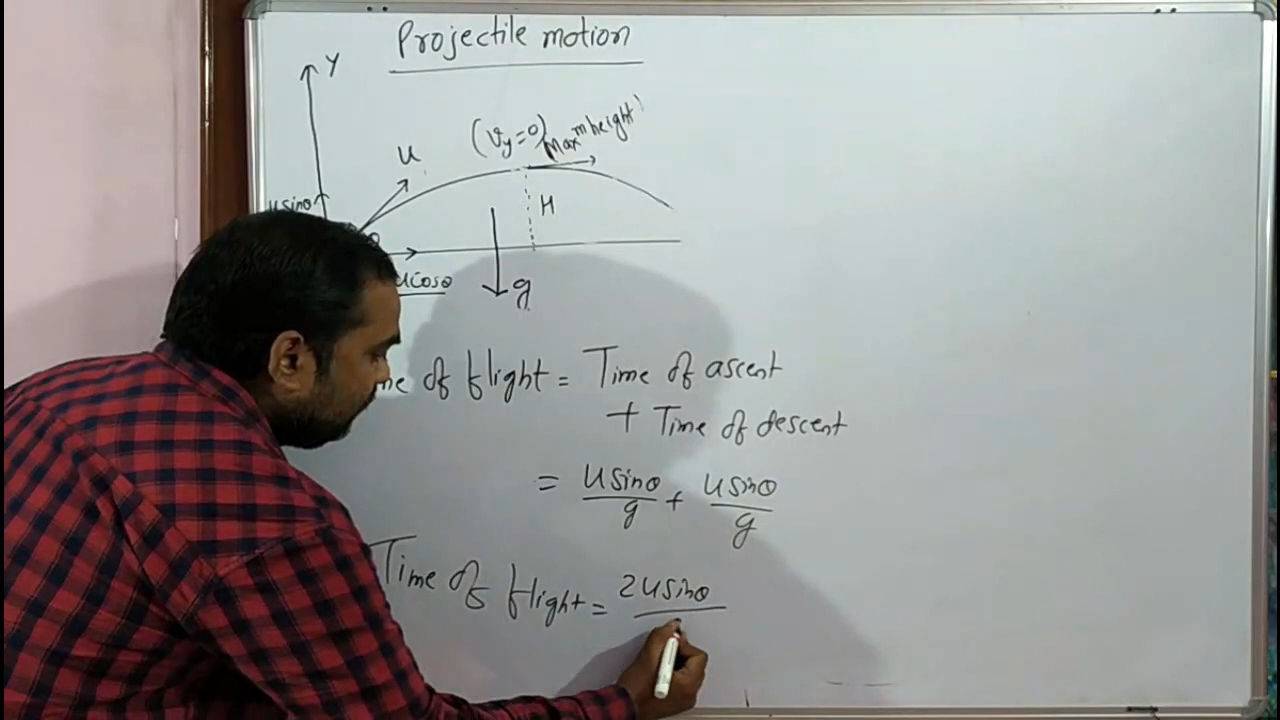 Projectile motion
Y
(vy=0) Max^m height
u
usinθ
H
θ
ucosθ
g
of flight = Time of ascent
+ Time of descent
= usinθ/g + usinθ/g
Time of flight = 2usinθ